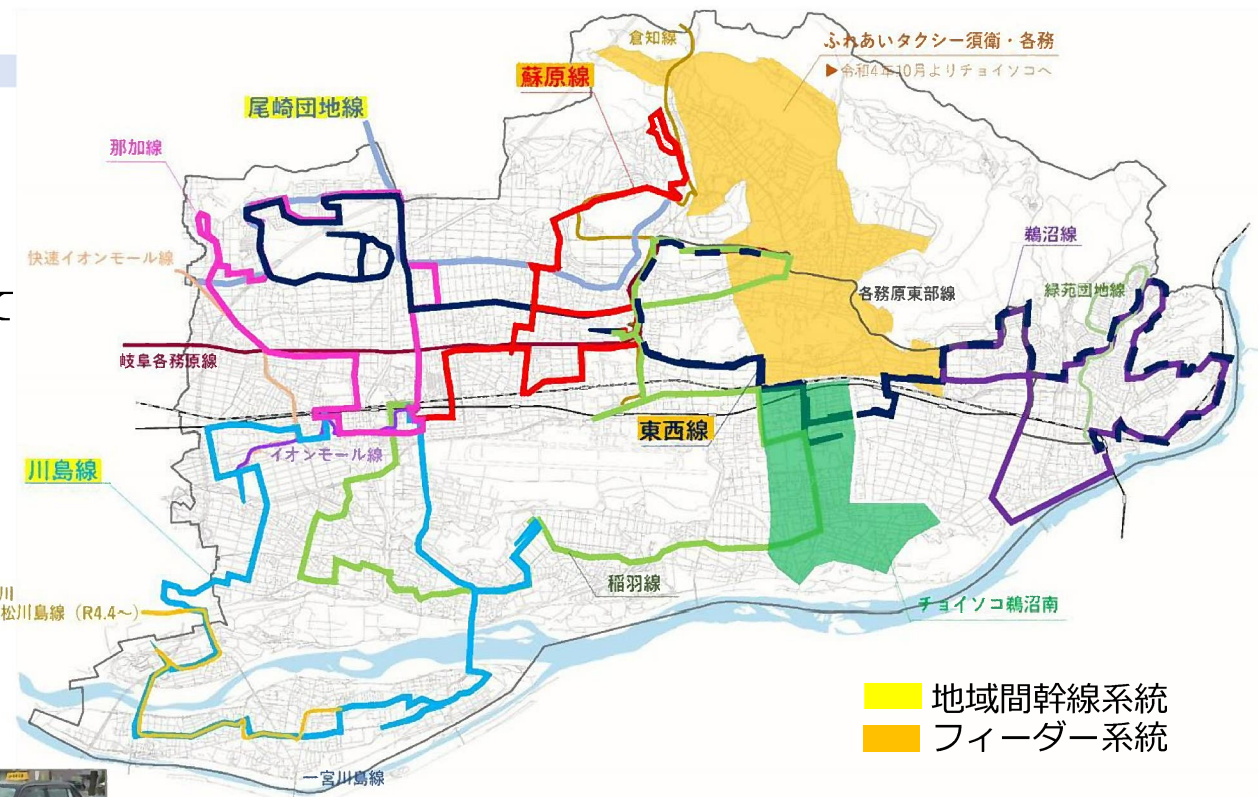 倉知線
ふれあいタクシー須衛・各務
▶令和4年10月よりチョイソコへ
蘇原線
尾崎団地線
那加線
鵜沼線
快速イオンモール線
て
各務原東部線
緑苑団地線
岐阜各務原線
東西線
イオンモール線
川島線
稲羽線
川
松川島線（R4.4～）
チョイソコ鵜沼南
地域間幹線系統
フィーダー系統
一宮川島線